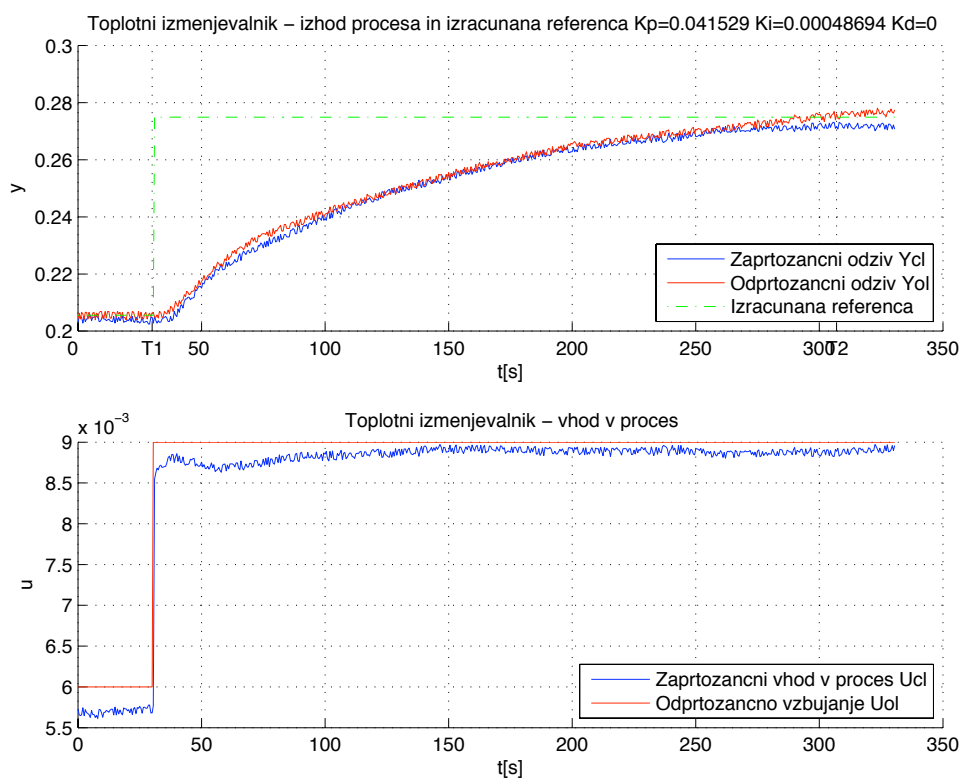 Toplotni izmenjevalnik − izhod procesa in izracunana referenca Kp=0.041529 Ki=0.00048694 Kd=0
0.3
0.28
0.26
0.24
0.22
0.2
y
Zaprtozancni odziv Ycl
Odprtozancni odziv Yol
Izracunana referenca
0 T1 50 100 150 200 250 300 T2 350
t[s]
Toplotni izmenjevalnik − vhod v proces
x 10⁻³
9
8.5
8
7.5
7
6.5
6
5.5
u
Zaprtozancni vhod v proces Ucl
Odprtozancno vzbujanje Uol
0 50 100 150 200 250 300 350
t[s]